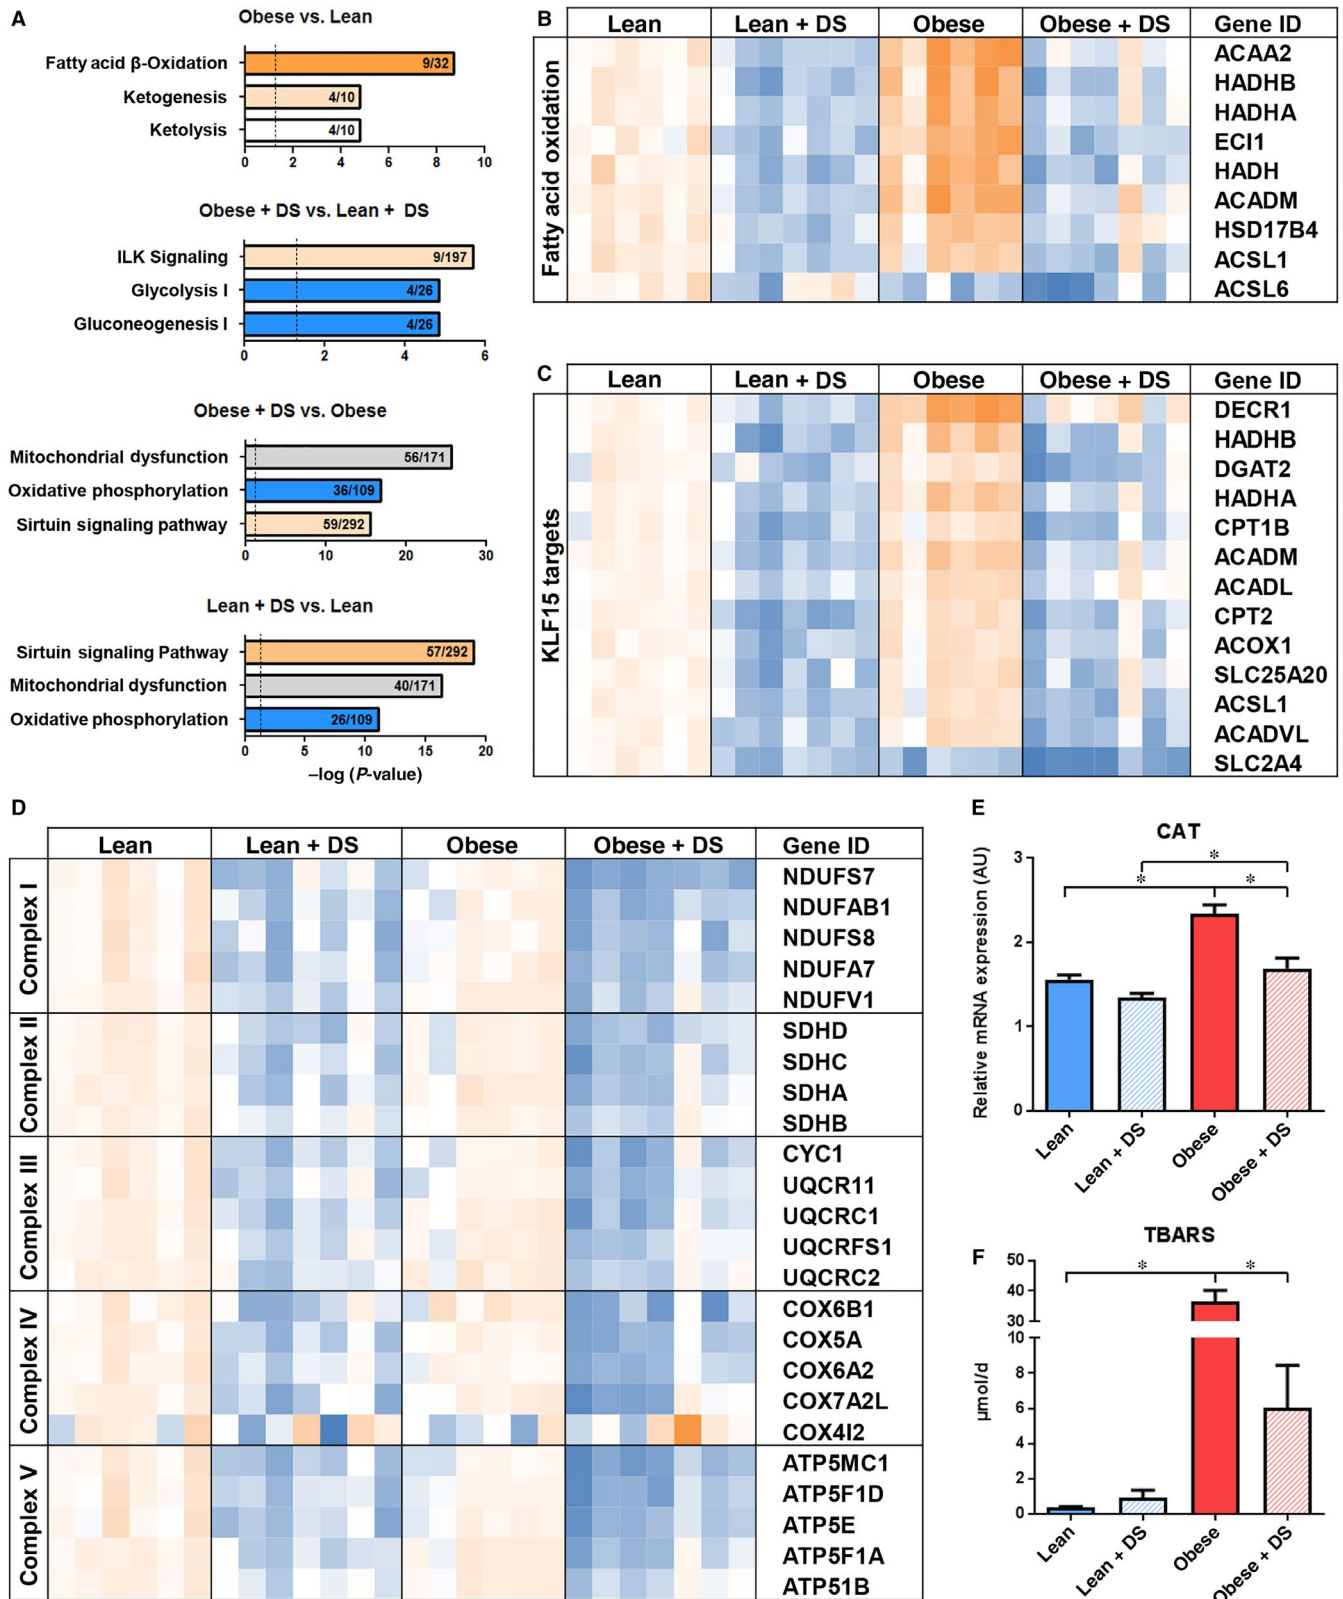 A
Obese vs. Lean
Fatty acid β-Oxidation 9/32
Ketogenesis 4/10
Ketolysis 4/10
0 2 4 6 8 10
Obese + DS vs. Lean + DS
ILK Signaling 9/197
Glycolysis I 4/26
Gluconeogenesis I 4/26
0 2 4 6
Obese + DS vs. Obese
Mitochondrial dysfunction 56/171
Oxidative phosphorylation 36/109
Sirtuin signaling pathway 59/292
0 10 20 30
Lean + DS vs. Lean
Sirtuin signaling Pathway 57/292
Mitochondrial dysfunction 40/171
Oxidative phosphorylation 26/109
0 5 10 15 20
–log (P-value)
B
Lean Lean + DS Obese Obese + DS Gene ID
Fatty acid oxidation
ACAA2
HADHB
HADHA
ECI1
HADH
ACADM
HSD17B4
ACSL1
ACSL6
C
Lean Lean + DS Obese Obese + DS Gene ID
KLF15 targets
DECR1
HADHB
DGAT2
HADHA
CPT1B
ACADM
ACADL
CPT2
ACOX1
SLC25A20
ACSL1
ACADVL
SLC2A4
D
Lean Lean + DS Obese Obese + DS Gene ID
Complex I
NDUFS7
NDUFAB1
NDUFS8
NDUFA7
NDUFV1
Complex II
SDHD
SDHC
SDHA
SDHB
Complex III
CYC1
UQCR11
UQCRC1
UQCRFS1
UQCRC2
Complex IV
COX6B1
COX5A
COX6A2
COX7A2L
COX4I2
Complex V
ATP5MC1
ATP5F1D
ATP5E
ATP5F1A
ATP51B
E
CAT
Relative mRNA expression (AU)
3
2
1
0
*
* *
Lean
Lean + DS
Obese
Obese + DS
F
TBARS
µmol/d
50
40
30
10
8
6
4
2
0
* *
Lean
Lean + DS
Obese
Obese + DS